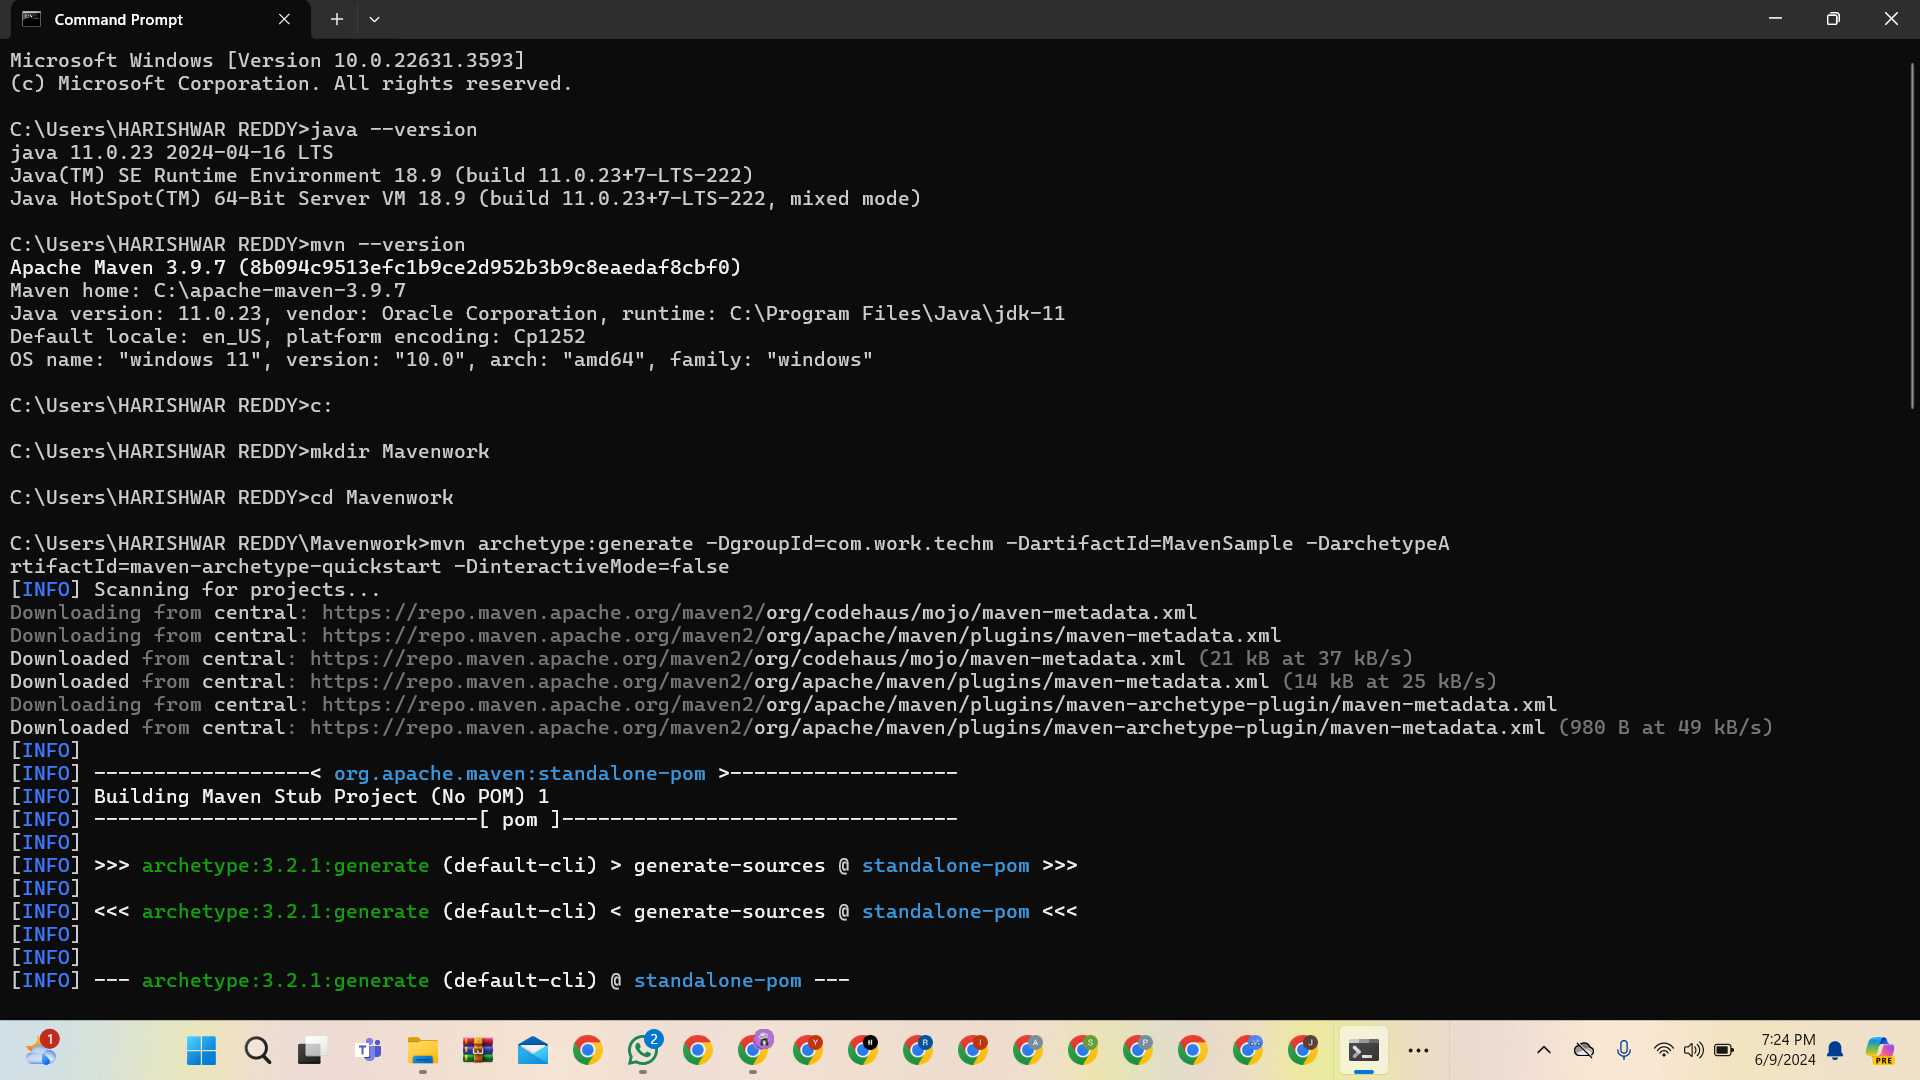 Command Prompt
Microsoft Windows [Version 10.0.22631.3593]
(c) Microsoft Corporation. All rights reserved.
C:\Users\HARISHWAR REDDY>java --version
java 11.0.23 2024-04-16 LTS
Java(TM) SE Runtime Environment 18.9 (build 11.0.23+7-LTS-222)
Java HotSpot(TM) 64-Bit Server VM 18.9 (build 11.0.23+7-LTS-222, mixed mode)
C:\Users\HARISHWAR REDDY>mvn --version
Apache Maven 3.9.7 (8b094c9513efc1b9ce2d952b3b9c8eaedaf8cbf0)
Maven home: C:\apache-maven-3.9.7
Java version: 11.0.23, vendor: Oracle Corporation, runtime: C:\Program Files\Java\jdk-11
Default locale: en_US, platform encoding: Cp1252
OS name: "windows 11", version: "10.0", arch: "amd64", family: "windows"
C:\Users\HARISHWAR REDDY>c:
C:\Users\HARISHWAR REDDY>mkdir Mavenwork
C:\Users\HARISHWAR REDDY>cd Mavenwork
C:\Users\HARISHWAR REDDY\Mavenwork>mvn archetype:generate -DgroupId=com.work.techm -DartifactId=MavenSample -DarchetypeA
rtifactId=maven-archetype-quickstart -DinteractiveMode=false
[INFO] Scanning for projects...
Downloading from central: https://repo.maven.apache.org/maven2/org/codehaus/mojo/maven-metadata.xml
Downloading from central: https://repo.maven.apache.org/maven2/org/apache/maven/plugins/maven-metadata.xml
Downloaded from central: https://repo.maven.apache.org/maven2/org/codehaus/mojo/maven-metadata.xml (21 kB at 37 kB/s)
Downloaded from central: https://repo.maven.apache.org/maven2/org/apache/maven/plugins/maven-metadata.xml (14 kB at 25 kB/s)
Downloading from central: https://repo.maven.apache.org/maven2/org/apache/maven/plugins/maven-archetype-plugin/maven-metadata.xml
Downloaded from central: https://repo.maven.apache.org/maven2/org/apache/maven/plugins/maven-archetype-plugin/maven-metadata.xml (980 B at 49 kB/s)
[INFO]
[INFO] ------------------< org.apache.maven:standalone-pom >-------------------
[INFO] Building Maven Stub Project (No POM) 1
[INFO] --------------------------------[ pom ]---------------------------------
[INFO]
[INFO] >>> archetype:3.2.1:generate (default-cli) > generate-sources @ standalone-pom >>>
[INFO]
[INFO] <<< archetype:3.2.1:generate (default-cli) < generate-sources @ standalone-pom <<<
[INFO]
[INFO]
[INFO] --- archetype:3.2.1:generate (default-cli) @ standalone-pom ---
1
2
7:24 PM
6/9/2024
PRE